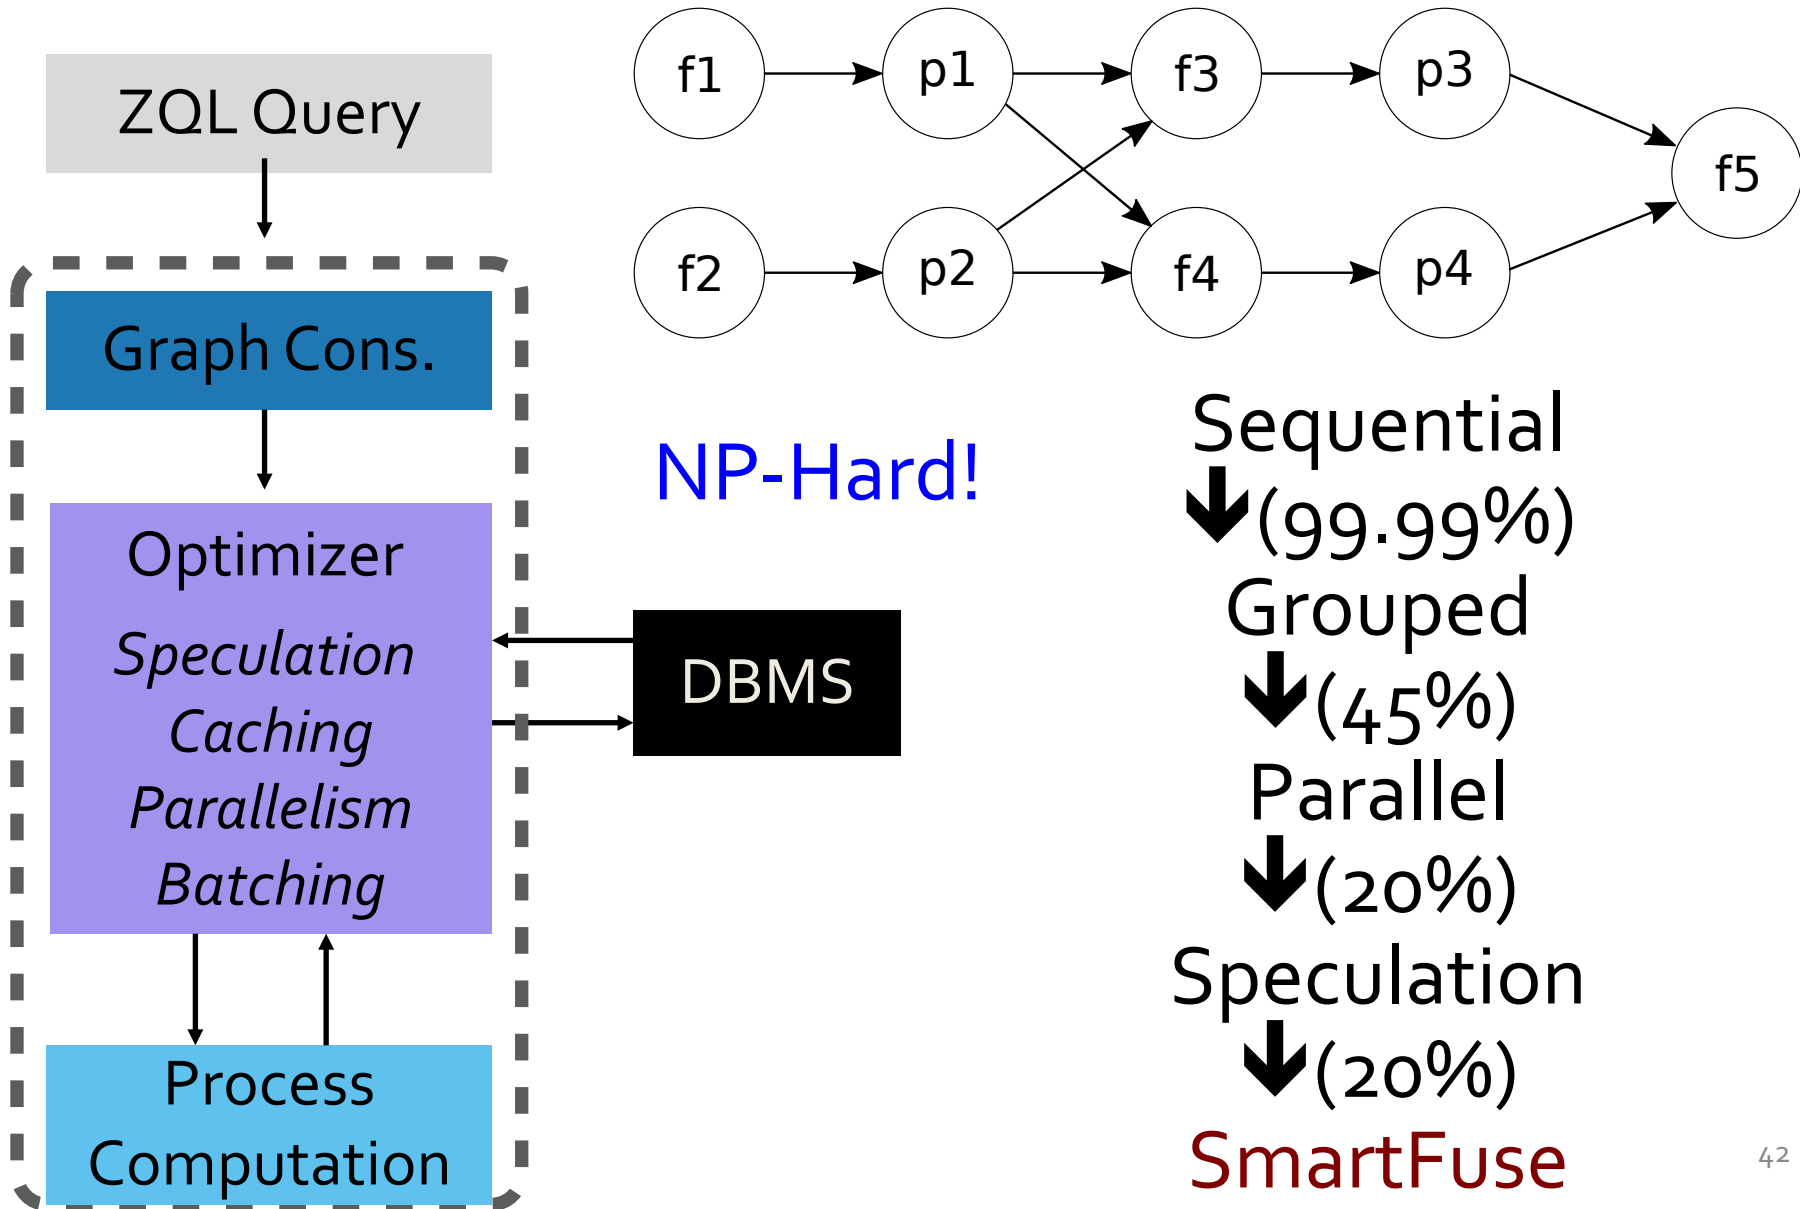 ZQL Query
Graph Cons.
Optimizer
Speculation
Caching
Parallelism
Batching
Process
Computation
DBMS
f1
p1
f3
p3
f5
f2
p2
f4
p4
NP-Hard!
Sequential
(99.99%)
Grouped
(45%)
Parallel
(20%)
Speculation
(20%)
SmartFuse
42